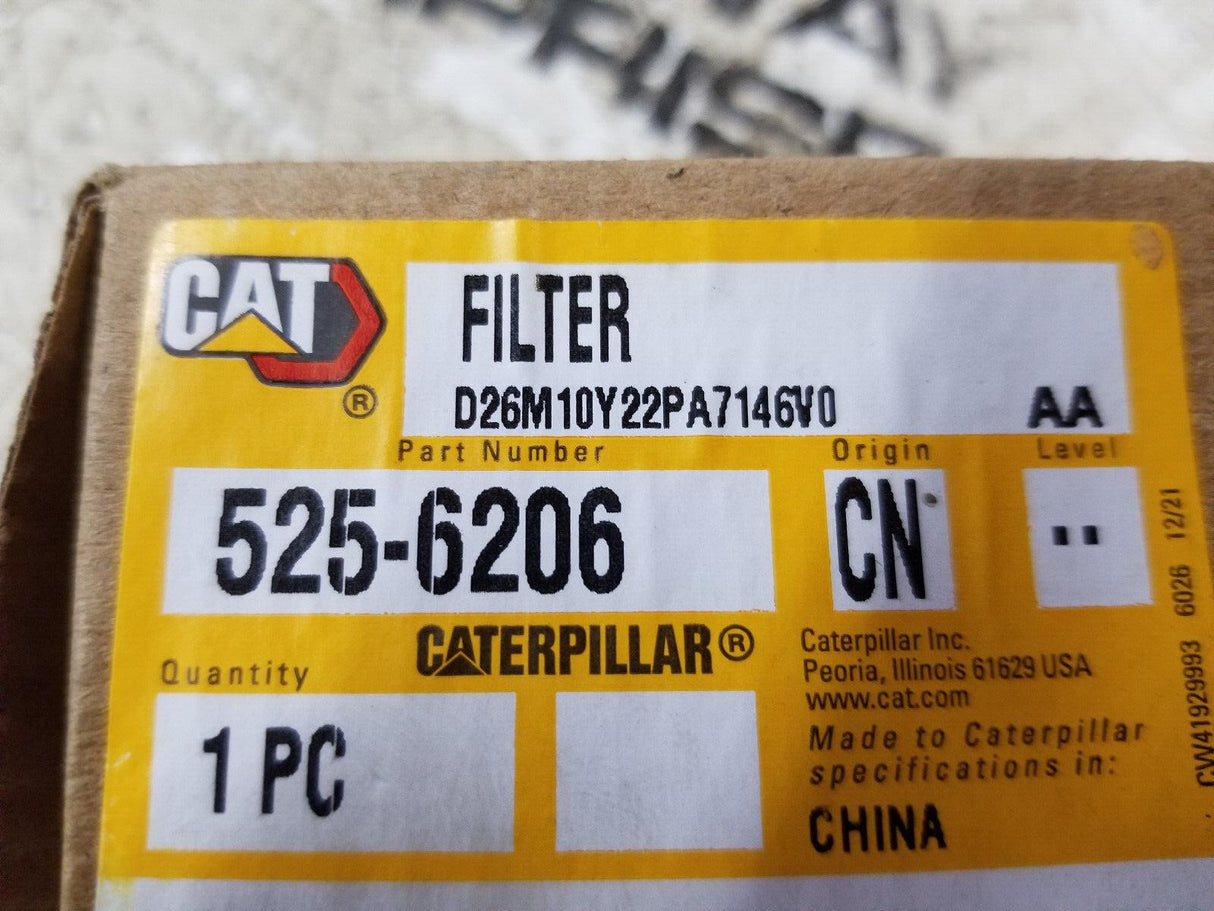 CAT
®
FILTER
D26M10Y22PA7146V0 AA
Part Number Origin Level
525-6206 CN --
CATERPILLAR®
Quantity
1 PC
Caterpillar Inc.
Peoria, Illinois 61629 USA
www.cat.com
Made to Caterpillar
specifications in:
CHINA
CW41929993 6026 12/21